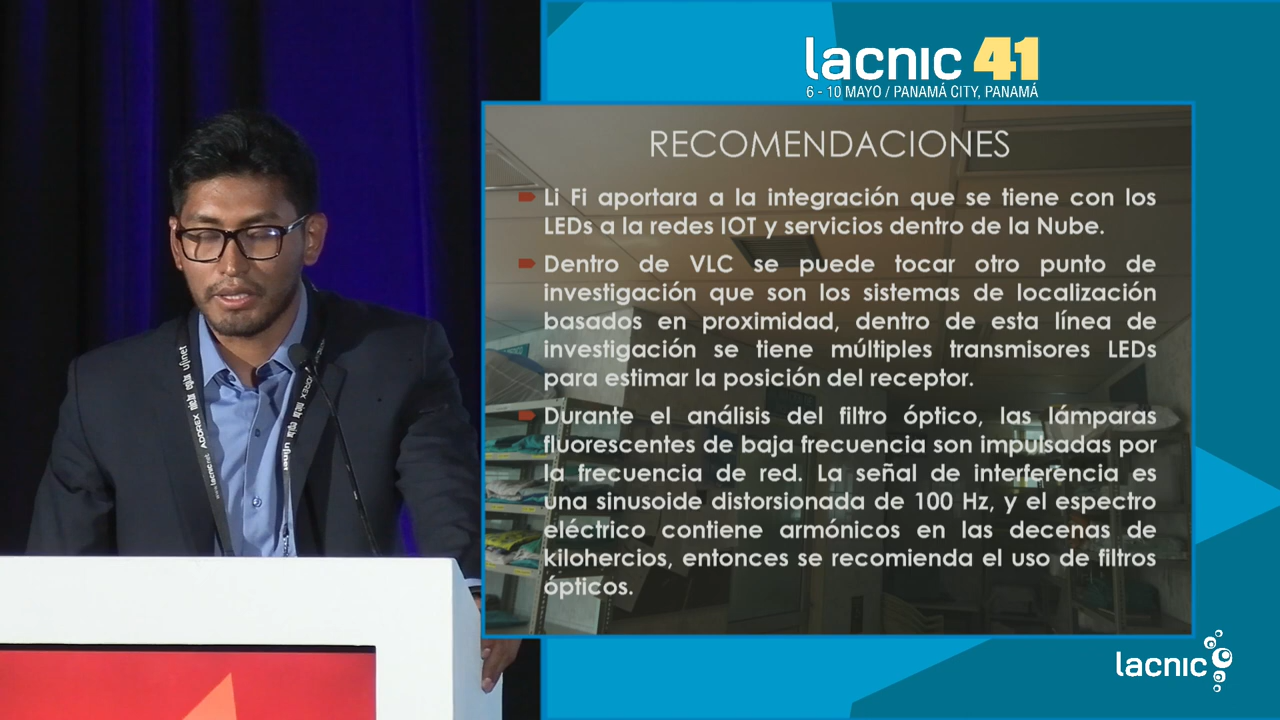 lacnic 41
6 - 10 MAYO / PANAMÁ CITY, PANAMÁ
RECOMENDACIONES
Li Fi aportara a la integración que se tiene con los
LEDs a la redes IOT y servicios dentro de la Nube.
Dentro de VLC se puede tocar otro punto de
investigación que son los sistemas de localización
basados en proximidad, dentro de esta línea de
investigación se tiene múltiples transmisores LEDs
para estimar la posición del receptor.
Durante el análisis del filtro óptico, las lámparas
fluorescentes de baja frecuencia son impulsadas por
la frecuencia de red. La señal de interferencia es
una sinusoide distorsionada de 100 Hz, y el espectro
eléctrico contiene armónicos en las decenas de
kilohercios, entonces se recomienda el uso de filtros
ópticos.
lacnic
ufinet